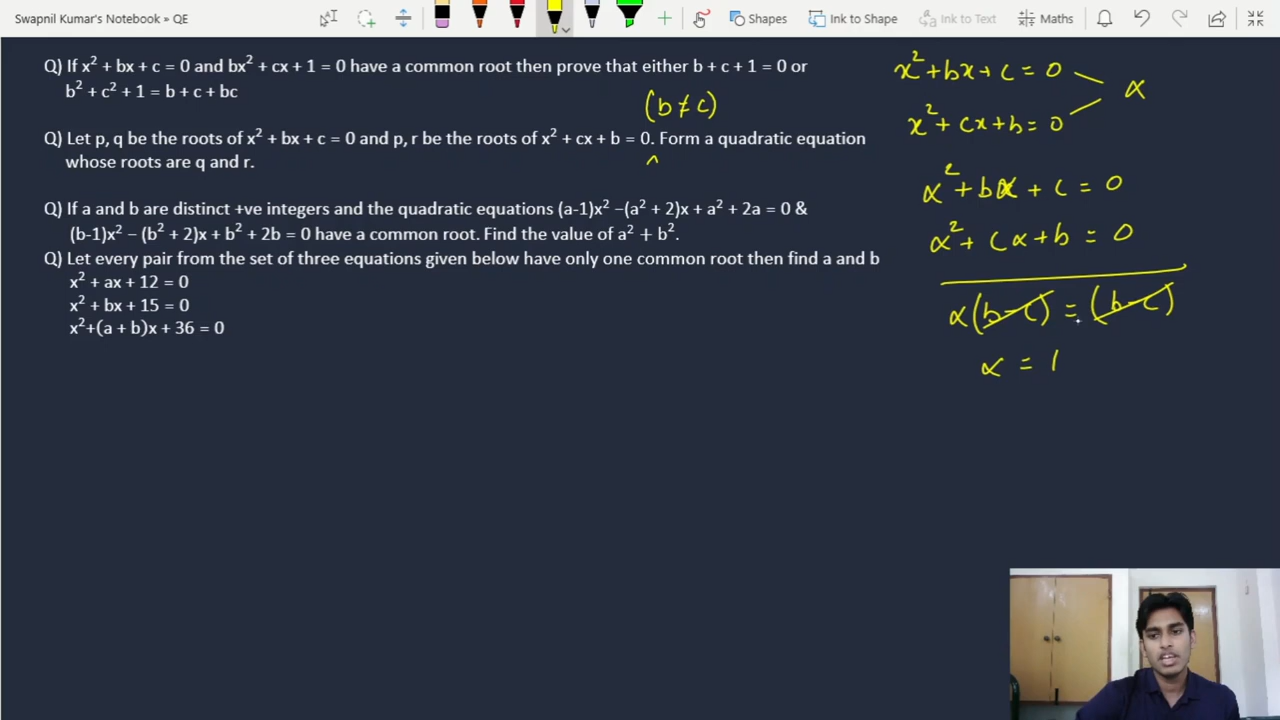 Swapnil Kumar's Notebook » QE
Shapes
Ink to Shape
Ink to Text
Maths
Q) If x² + bx + c = 0 and bx² + cx + 1 = 0 have a common root then prove that either b + c + 1 = 0 or
b² + c² + 1 = b + c + bc
(b ≠ c)
Q) Let p, q be the roots of x² + bx + c = 0 and p, r be the roots of x² + cx + b = 0. Form a quadratic equation
^
whose roots are q and r.
Q) If a and b are distinct +ve integers and the quadratic equations (a-1)x² –(a² + 2)x + a² + 2a = 0 &
(b-1)x² – (b² + 2)x + b² + 2b = 0 have a common root. Find the value of a² + b².
Q) Let every pair from the set of three equations given below have only one common root then find a and b
x² + ax + 12 = 0
x² + bx + 15 = 0
x²+(a + b)x + 36 = 0
x² + bx + c = 0
α
x² + cx + b = 0
α² + bα + c = 0
α² + cα + b = 0
α(b-c) = (b-c)
α = 1